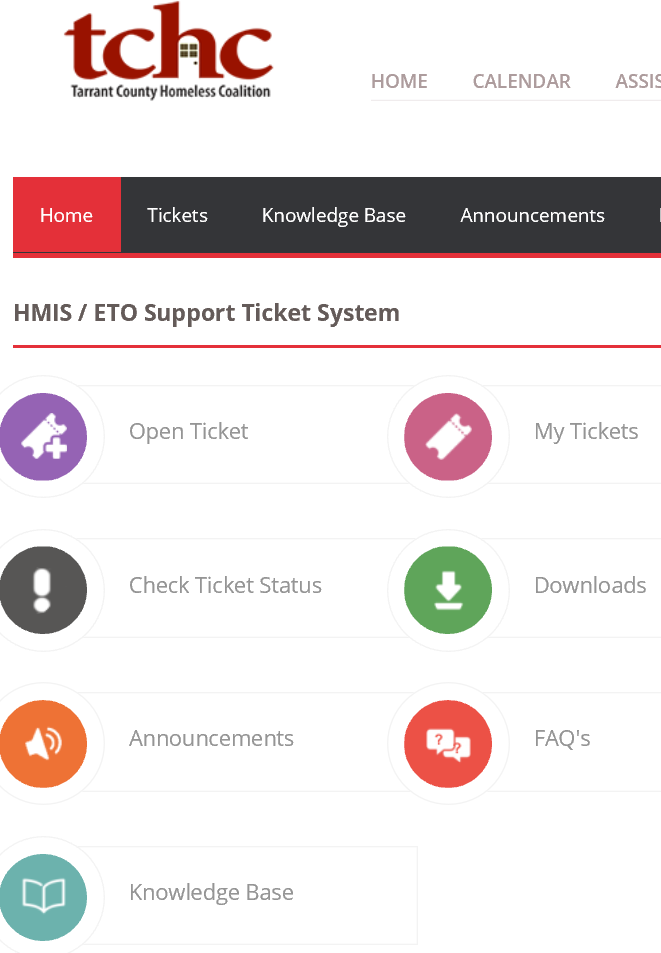 tchc
Tarrant County Homeless Coalition
HOME CALENDAR ASSIS
Home Tickets Knowledge Base Announcements
HMIS / ETO Support Ticket System
Open Ticket My Tickets
Check Ticket Status Downloads
Announcements FAQ's
Knowledge Base